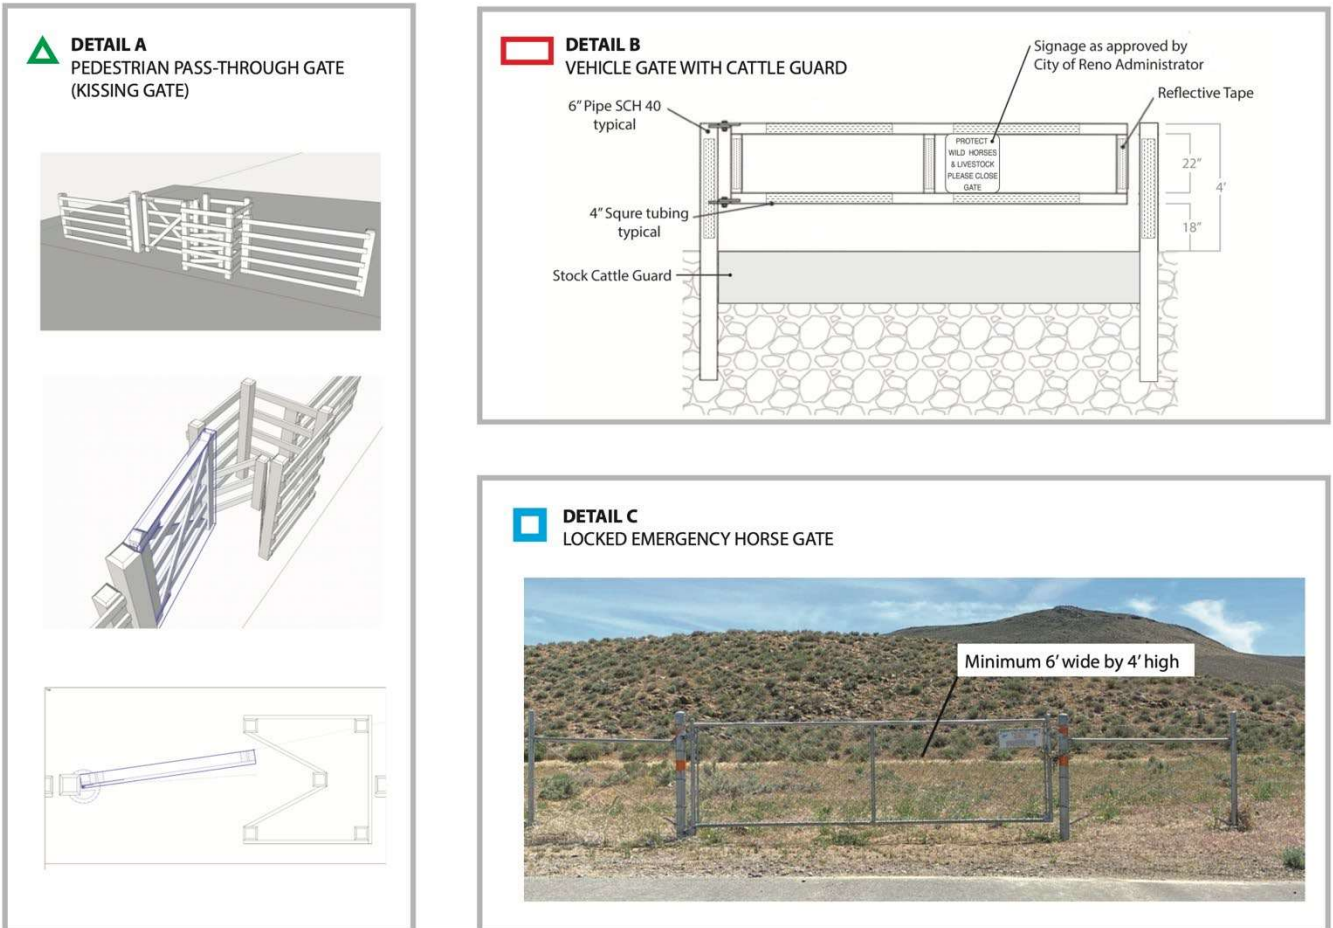 DETAIL A
PEDESTRIAN PASS-THROUGH GATE
(KISSING GATE)
DETAIL B
VEHICLE GATE WITH CATTLE GUARD
Signage as approved by
City of Reno Administrator
Reflective Tape
6” Pipe SCH 40
typical
PROTECT
WILD HORSES
& LIVESTOCK
PLEASE CLOSE
GATE
22”
4’
18”
4” Squre tubing
typical
Stock Cattle Guard
DETAIL C
LOCKED EMERGENCY HORSE GATE
Minimum 6’ wide by 4’ high